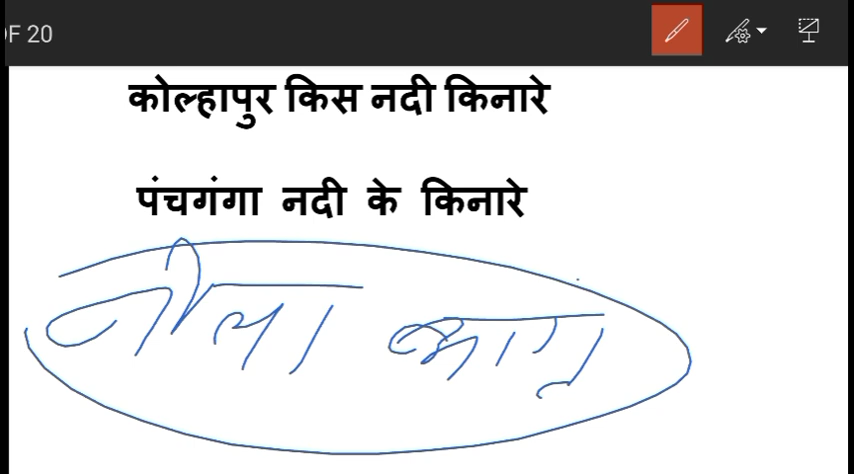 F 20
कोल्हापुर किस नदी किनारे
पंचगंगा नदी के किनारे
नीला